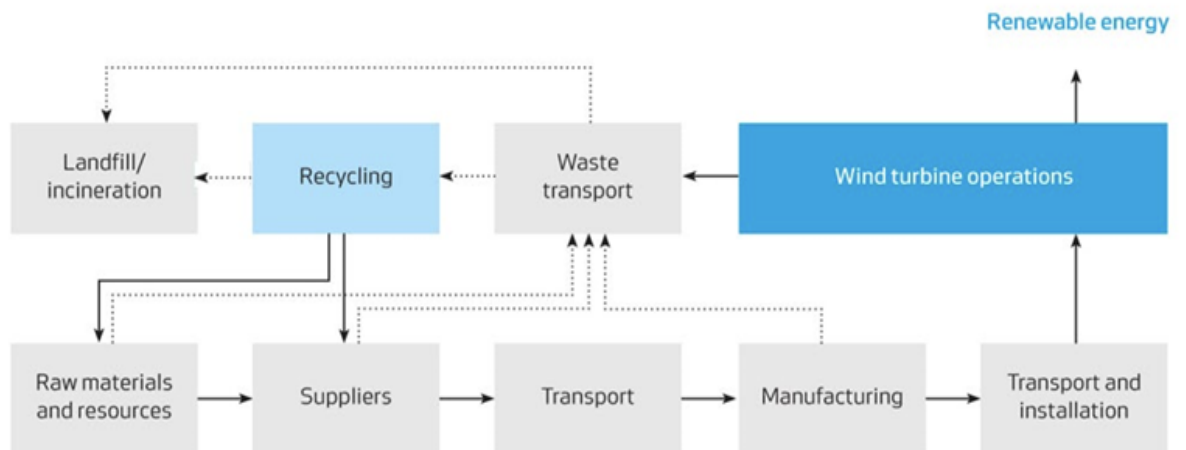 Renewable energy
Landfill/
incineration
Recycling
Waste
transport
Wind turbine operations
Raw materials
and resources
Suppliers
Transport
Manufacturing
Transport and
installation